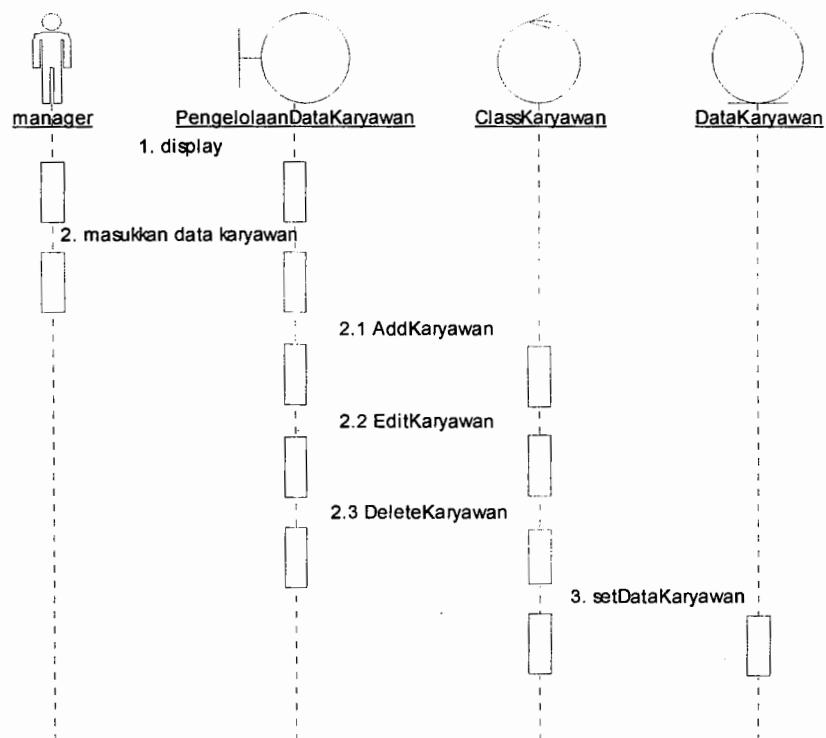 manager
PengelolaanDataKaryawan
ClassKaryawan
DataKaryawan
1. display
2. masukkan data karyawan
2.1 AddKaryawan
2.2 EditKaryawan
2.3 DeleteKaryawan
3. setDataKaryawan